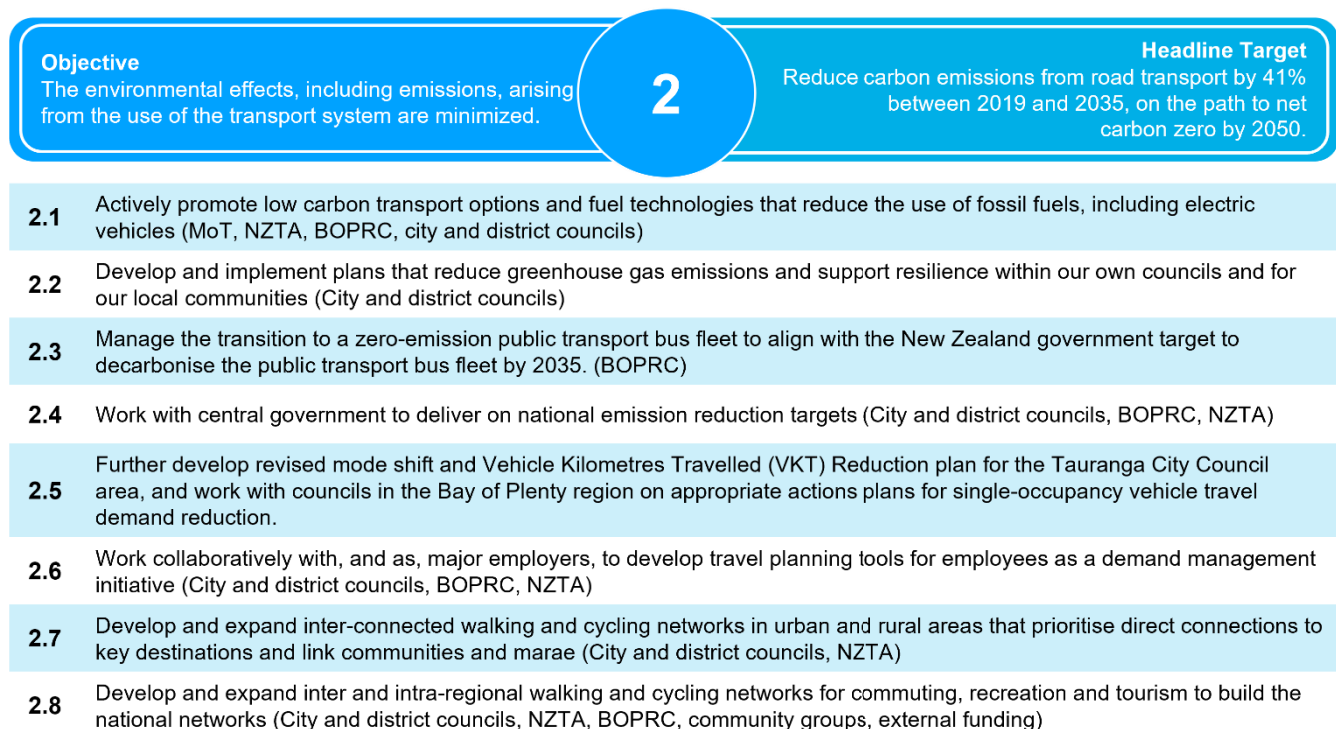 Objective
The environmental effects, including emissions, arising
from the use of the transport system are minimized.
2
Headline Target
Reduce carbon emissions from road transport by 41%
between 2019 and 2035, on the path to net
carbon zero by 2050.
2.1
Actively promote low carbon transport options and fuel technologies that reduce the use of fossil fuels, including electric
vehicles (MoT, NZTA, BOPRC, city and district councils)
2.2
Develop and implement plans that reduce greenhouse gas emissions and support resilience within our own councils and for
our local communities (City and district councils)
2.3
Manage the transition to a zero-emission public transport bus fleet to align with the New Zealand government target to
decarbonise the public transport bus fleet by 2035. (BOPRC)
2.4
Work with central government to deliver on national emission reduction targets (City and district councils, BOPRC, NZTA)
2.5
Further develop revised mode shift and Vehicle Kilometres Travelled (VKT) Reduction plan for the Tauranga City Council
area, and work with councils in the Bay of Plenty region on appropriate actions plans for single-occupancy vehicle travel
demand reduction.
2.6
Work collaboratively with, and as, major employers, to develop travel planning tools for employees as a demand management
initiative (City and district councils, BOPRC, NZTA)
2.7
Develop and expand inter-connected walking and cycling networks in urban and rural areas that prioritise direct connections to
key destinations and link communities and marae (City and district councils, NZTA)
2.8
Develop and expand inter and intra-regional walking and cycling networks for commuting, recreation and tourism to build the
national networks (City and district councils, NZTA, BOPRC, community groups, external funding)